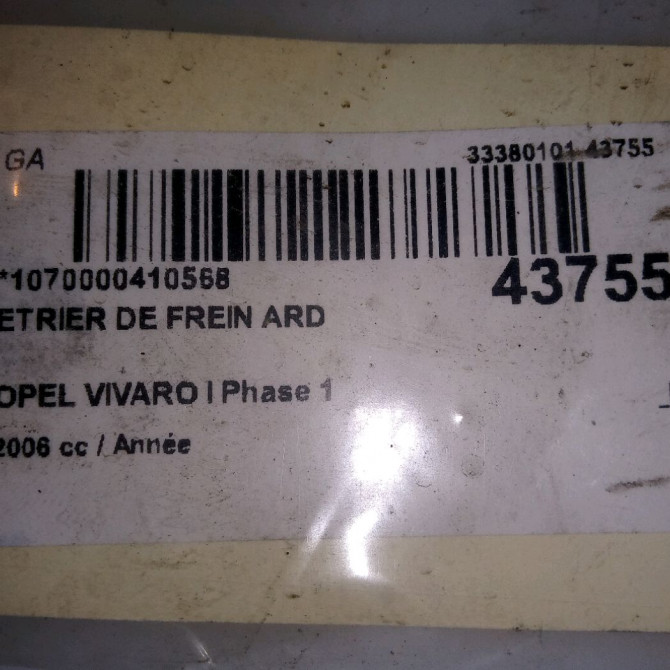 GA
33380101 43755
*1070000410568
43755
ETRIER DE FREIN ARD
OPEL VIVARO I Phase 1
2006 cc / Année